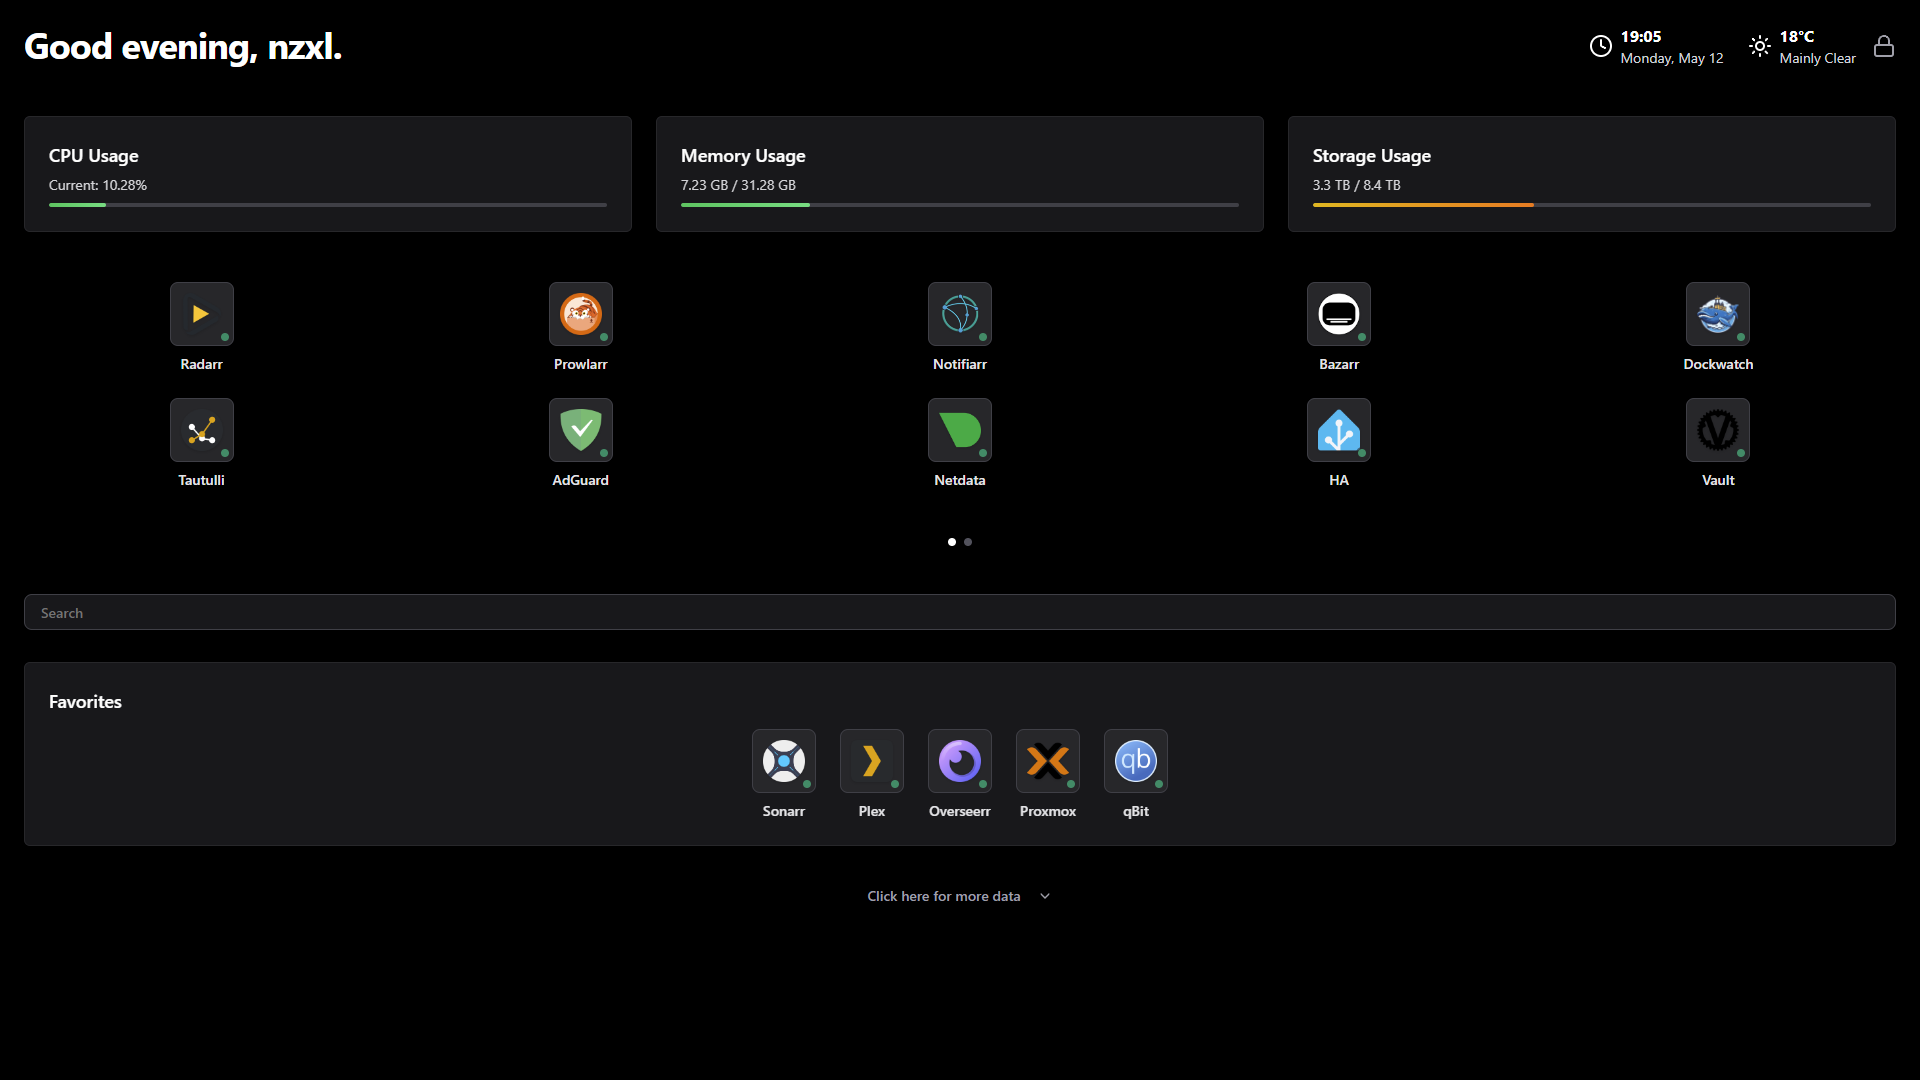 Good evening, nzxl.
19:05
Monday, May 12
18°C
Mainly Clear
CPU Usage
Current: 10.28%
Memory Usage
7.23 GB / 31.28 GB
Storage Usage
3.3 TB / 8.4 TB
Radarr
Prowlarr
Notifiarr
Bazarr
Dockwatch
Tautulli
AdGuard
Netdata
HA
V
Vault
Search
Favorites
qb
Sonarr
Plex
Overseerr
Proxmox
qBit
Click here for more data